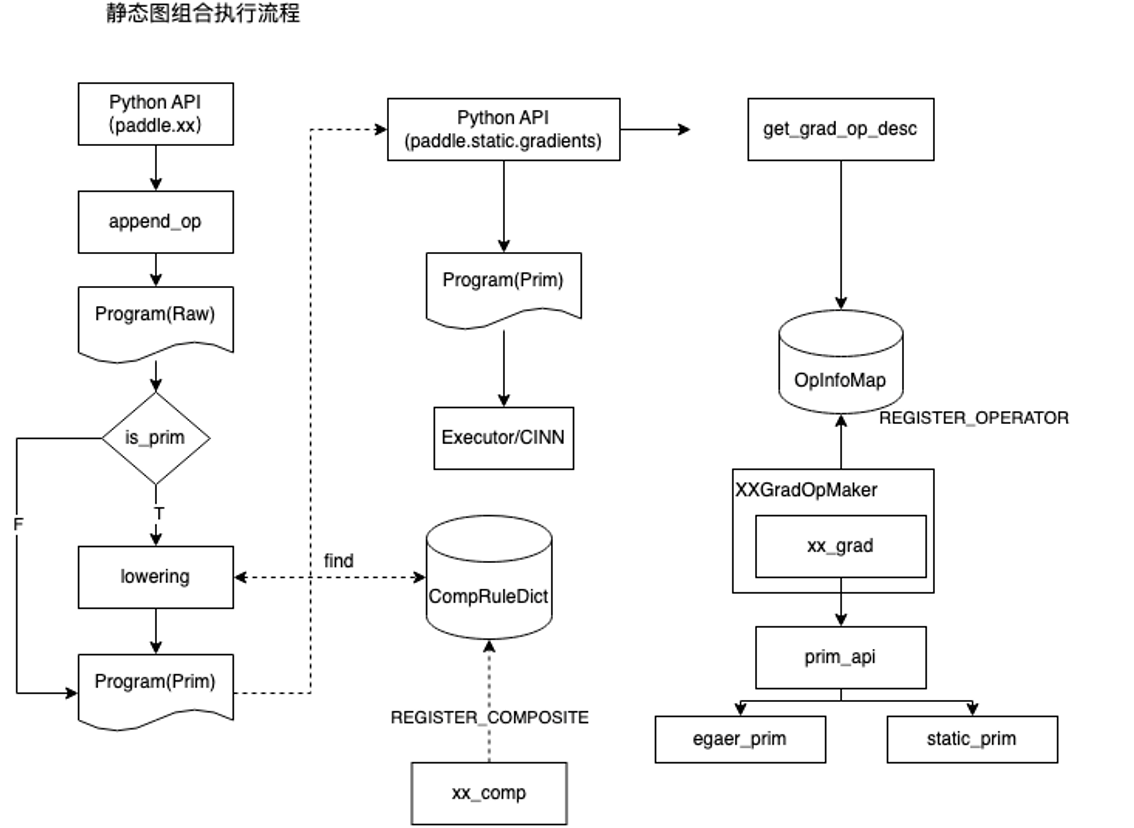 静态图组合执行流程
Python API
(paddle.xx)
append_op
Program(Raw)
is_prim
F
T
lowering
Program(Prim)
Python API
(paddle.static.gradients)
Program(Prim)
Executor/CINN
find
CompRuleDict
REGISTER_COMPOSITE
xx_comp
get_grad_op_desc
OpInfoMap
REGISTER_OPERATOR
XXGradOpMaker
xx_grad
prim_api
egaer_prim
static_prim